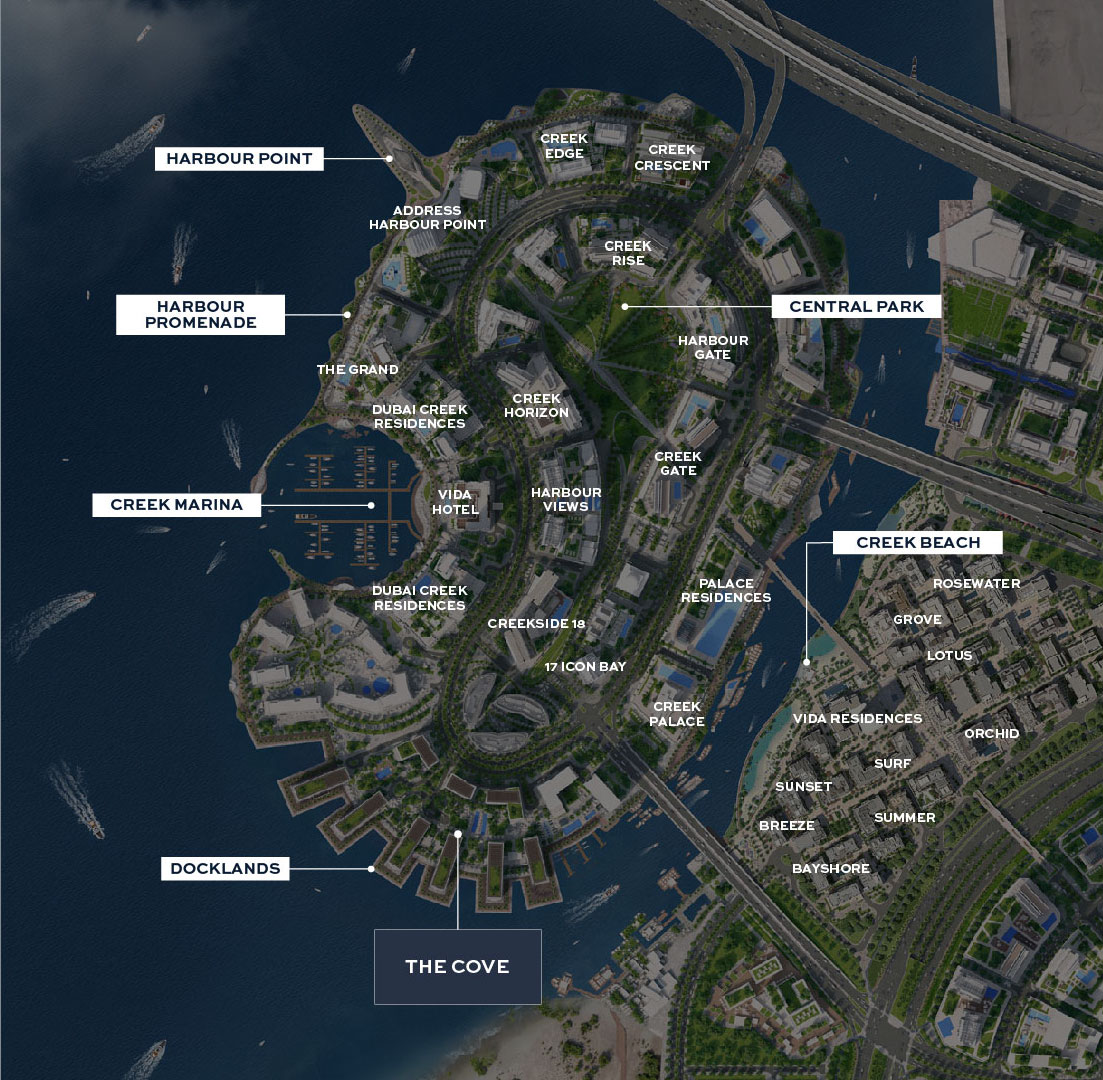 CREEK
EDGE
CREEK
CRESCENT
HARBOUR POINT
ADDRESS
HARBOUR POINT
CREEK
RISE
HARBOUR
PROMENADE
CENTRAL PARK
HARBOUR
GATE
THE GRAND
DUBAI CREEK
RESIDENCES
CREEK
HORIZON
CREEK
GATE
CREEK MARINA
VIDA
HOTEL
HARBOUR
VIEWS
CREEK BEACH
DUBAI CREEK
RESIDENCES
PALACE
RESIDENCES
ROSEWATER
GROVE
CREEKSIDE 18
LOTUS
17 ICON BAY
CREEK
PALACE
VIDA RESIDENCES
ORCHID
SURF
SUNSET
SUMMER
BREEZE
BAYSHORE
DOCKLANDS
THE COVE